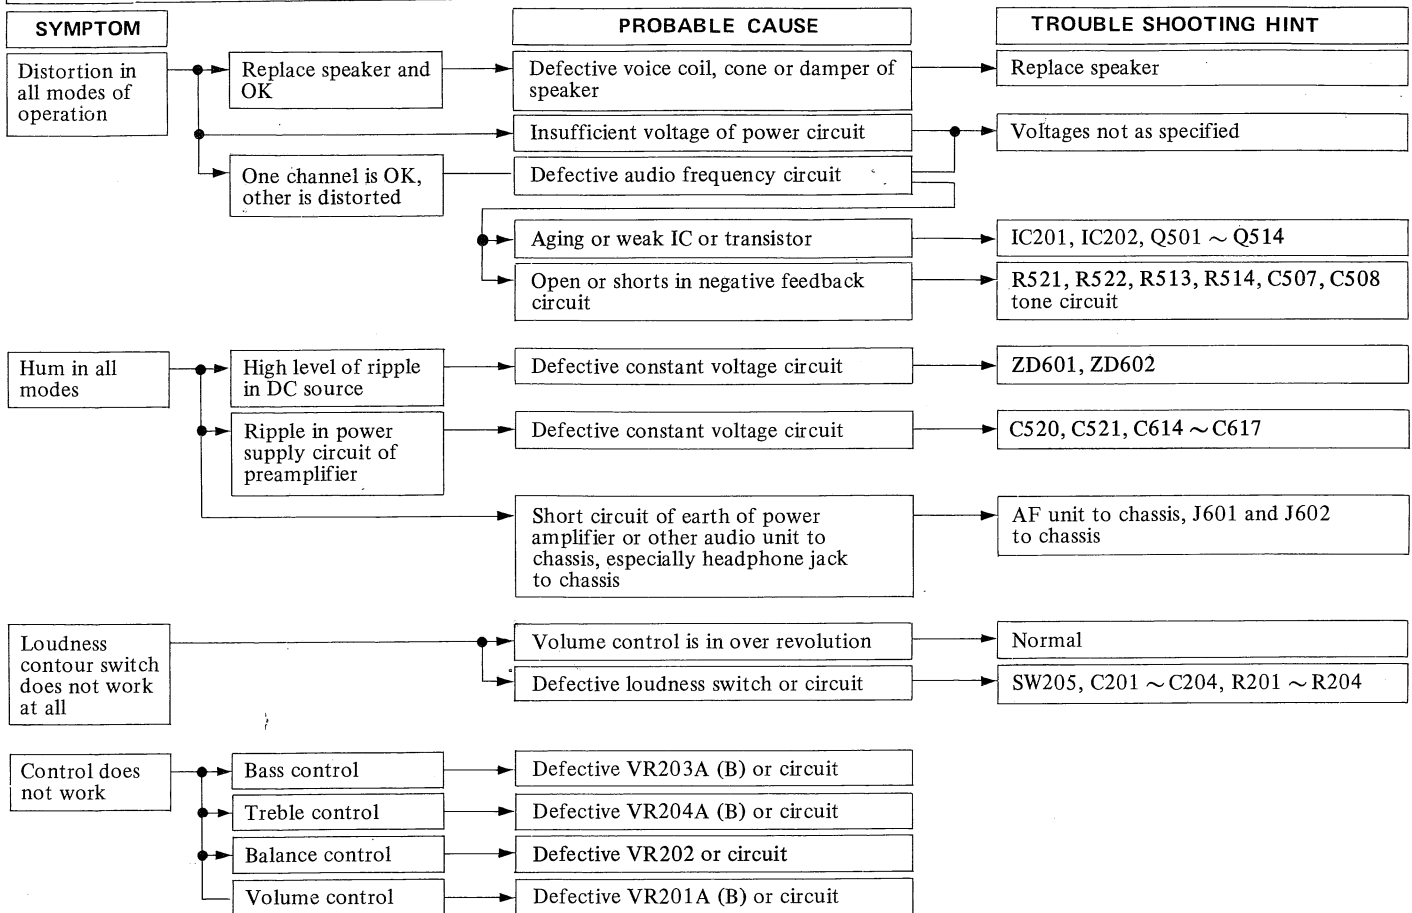 SYMPTOM
PROBABLE CAUSE
TROUBLE SHOOTING HINT
Distortion in
all modes of
operation
Replace speaker and
OK
Defective voice coil, cone or damper of
speaker
Replace speaker
Insufficient voltage of power circuit
Voltages not as specified
One channel is OK,
other is distorted
Defective audio frequency circuit
Aging or weak IC or transistor
IC201, IC202, Q501 ~ Q514
Open or shorts in negative feedback
circuit
R521, R522, R513, R514, C507, C508
tone circuit
Hum in all
modes
High level of ripple
in DC source
Defective constant voltage circuit
ZD601, ZD602
Ripple in power
supply circuit of
preamplifier
Defective constant voltage circuit
C520, C521, C614 ~ C617
Short circuit of earth of power
amplifier or other audio unit to
chassis, especially headphone jack
to chassis
AF unit to chassis, J601 and J602
to chassis
Loudness
contour switch
does not work
at all
Volume control is in over revolution
Normal
Defective loudness switch or circuit
SW205, C201 ~ C204, R201 ~ R204
Control does
not work
Bass control
Defective VR203A (B) or circuit
Treble control
Defective VR204A (B) or circuit
Balance control
Defective VR202 or circuit
Volume control
Defective VR201A (B) or circuit